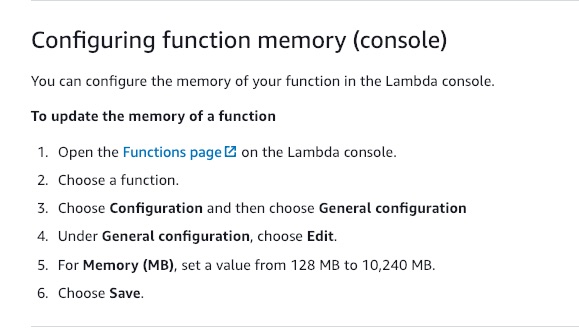 Configuring function memory (console)
You can configure the memory of your function in the Lambda console.
To update the memory of a function
1. Open the Functions page on the Lambda console.
2. Choose a function.
3. Choose Configuration and then choose General configuration
4. Under General configuration, choose Edit.
5. For Memory (MB), set a value from 128 MB to 10,240 MB.
6. Choose Save.